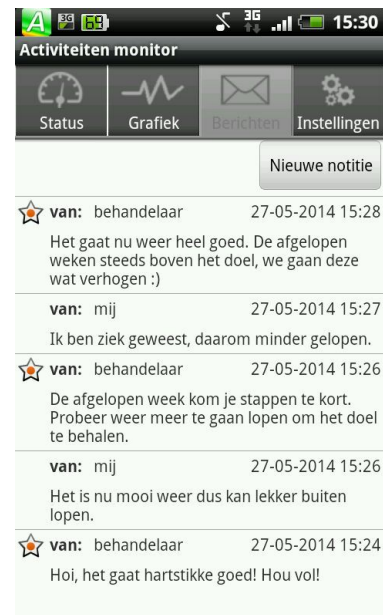 A 3G 69 3G 15:30
Activiteiten monitor
Status Grafiek Berichten Instellingen
Nieuwe notitie
van: behandelaar 27-05-2014 15:28
Het gaat nu weer heel goed. De afgelopen
weken steeds boven het doel, we gaan deze
wat verhogen :)
van: mij 27-05-2014 15:27
Ik ben ziek geweest, daarom minder gelopen.
van: behandelaar 27-05-2014 15:26
De afgelopen week kom je stappen te kort.
Probeer weer meer te gaan lopen om het doel
te behalen.
van: mij 27-05-2014 15:26
Het is nu mooi weer dus kan lekker buiten
lopen.
van: behandelaar 27-05-2014 15:24
Hoi, het gaat hartstikke goed! Hou vol!